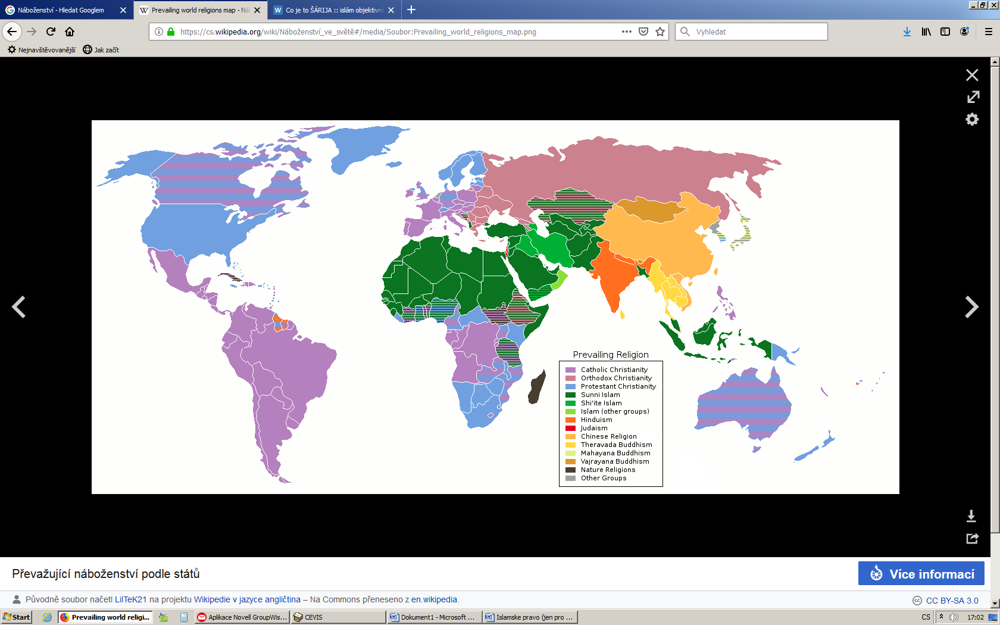 Náboženství - Hledat Googlem
Prevailing world religions map - Ná
Co je to ŠÁRIJA :: islám objektivn
https://cs.wikipedia.org/wiki/Náboženství_ve_světě#/media/Soubor:Prevailing_world_religions_map.png
Vyhledat
Nejnavštěvovanější
Jak začít
Prevailing Religion
Catholic Christianity
Orthodox Christianity
Protestant Christianity
Sunni Islam
Shi'ite Islam
Islam (other groups)
Hinduism
Judaism
Chinese Religion
Theravada Buddhism
Mahayana Buddhism
Vajrayana Buddhism
Nature Religions
Other Groups
Převažující náboženství podle států
Více informací
Původně soubor načetl LilTeK21 na projektu Wikipedie v jazyce angličtina – Na Commons přeneseno z en.wikipedia.
CC BY-SA 3.0
Start
Prevailing world religi...
Aplikace Novell GroupWis...
CEVIS
Dokument1 - Microsoft ...
Islamske pravo (jen pro ...
CS
17:02